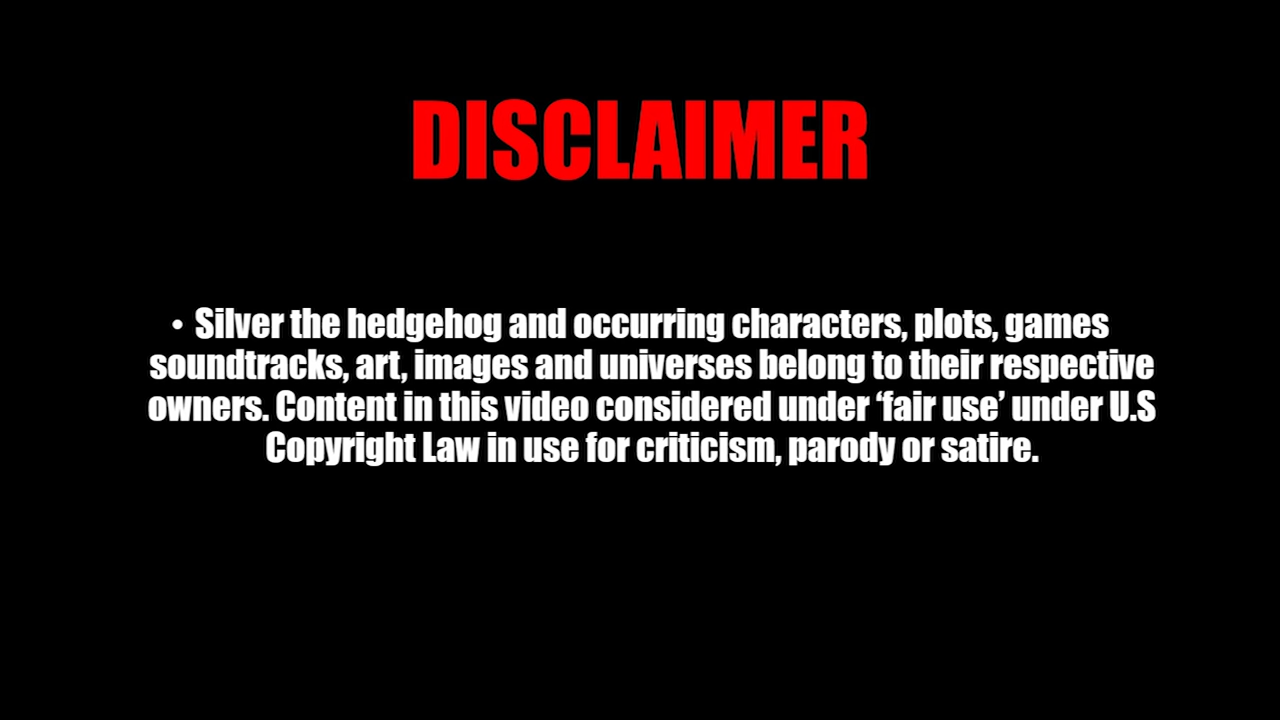 DISCLAIMER
• Silver the hedgehog and occurring characters, plots, games
soundtracks, art, images and universes belong to their respective
owners. Content in this video considered under ‘fair use’ under U.S
Copyright Law in use for criticism, parody or satire.